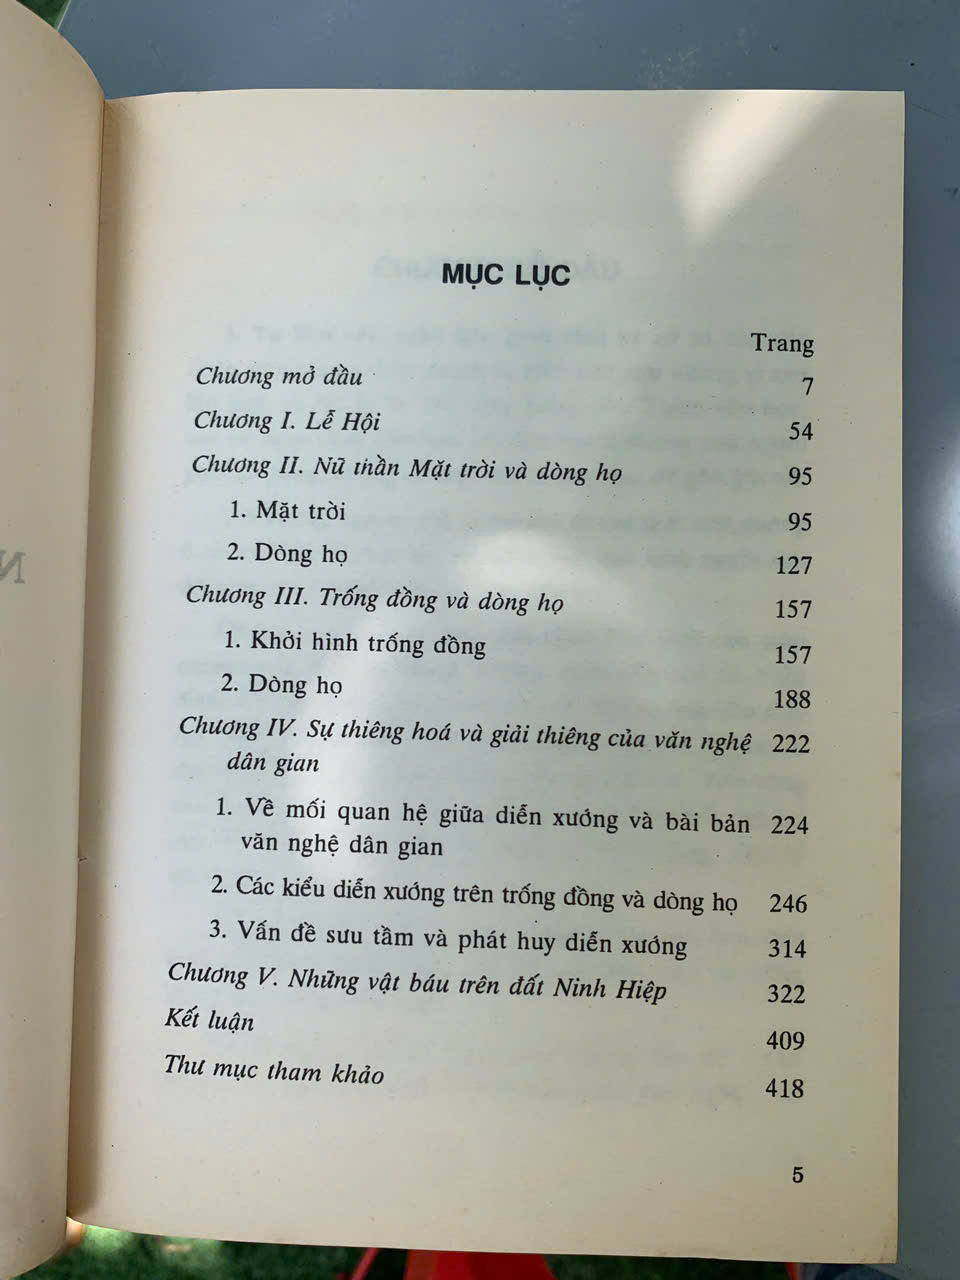 MỤC LỤC
Trang
Chương mở đầu 7
Chương I. Lễ Hội 54
Chương II. Nữ thần Mặt trời và dòng họ 95
1. Mặt trời 95
2. Dòng họ 127
Chương III. Trống đồng và dòng họ 157
1. Khởi hình trống đồng 157
2. Dòng họ 188
Chương IV. Sự thiêng hoá và giải thiêng của văn nghệ 222
dân gian
1. Về mối quan hệ giữa diễn xướng và bài bản 224
văn nghệ dân gian
2. Các kiểu diễn xướng trên trống đồng và dòng họ 246
3. Vấn đề sưu tầm và phát huy diễn xướng 314
Chương V. Những vật báu trên đất Ninh Hiệp 322
Kết luận 409
Thư mục tham khảo 418
5